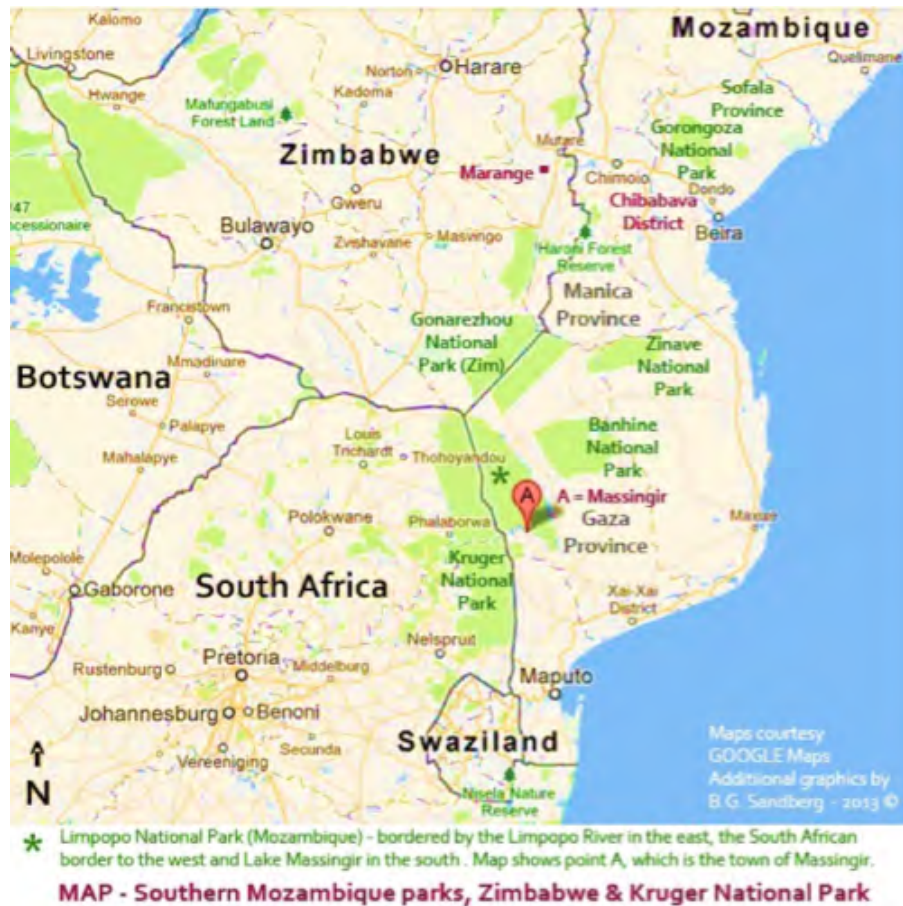 Mozambique
Kalomo
Quelimane
Livingstone
Norton
Harare
Hwange
Kadoma
Sofala
Province
Mafungabusi
Forest Land
Gorongoza
National
Park
Zimbabwe
Mutare
Marange
Chimoio
Dondo
Gweru
Chibabava
District
47
ncessionaire
Bulawayo
Zvishavane
Masvingo
Beira
Haroni Forest
Reserve
Manica
Province
Francistown
Gonarezhou
National
Park (Zim)
Zinave
National
Park
Botswana
Mmadinare
Serowe
Palapye
Banhine
National
Park
Louis
Trichardt
Thohoyandou
Mahalapye
*
A
A = Massingir
Gaza
Province
Polokwane
Phalaborwa
Maxixe
Molepolole
Kruger
National
Park
South Africa
Gaborone
Xai-Xai
District
Kanye
Nelspruit
Rustenburg
Pretoria
Middelburg
Maputo
Johannesburg
Benoni
Swaziland
Secunda
Vereeniging
N
Nisela Nature
Reserve
Maps courtesy
GOOGLE Maps
Additiional graphics by
B.G. Sandberg - 2013 ©
* Limpopo National Park (Mozambique) - bordered by the Limpopo River in the east, the South African
border to the west and Lake Massingir in the south . Map shows point A, which is the town of Massingir.
MAP - Southern Mozambique parks, Zimbabwe & Kruger National Park